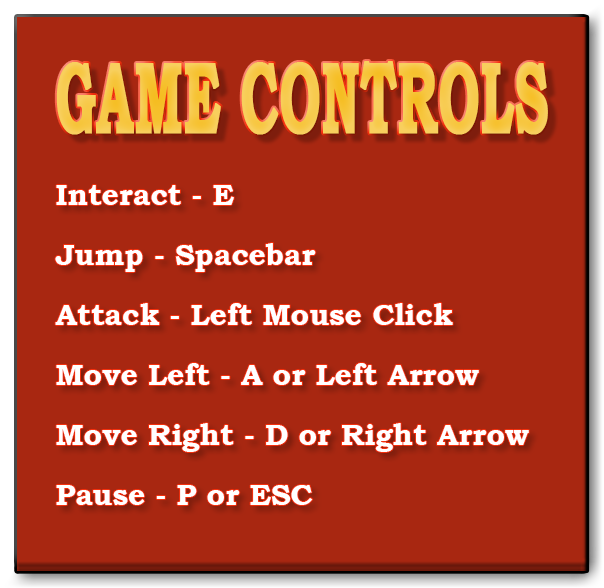 GAME CONTROLS
Interact - E
Jump - Spacebar
Attack - Left Mouse Click
Move Left - A or Left Arrow
Move Right - D or Right Arrow
Pause - P or ESC